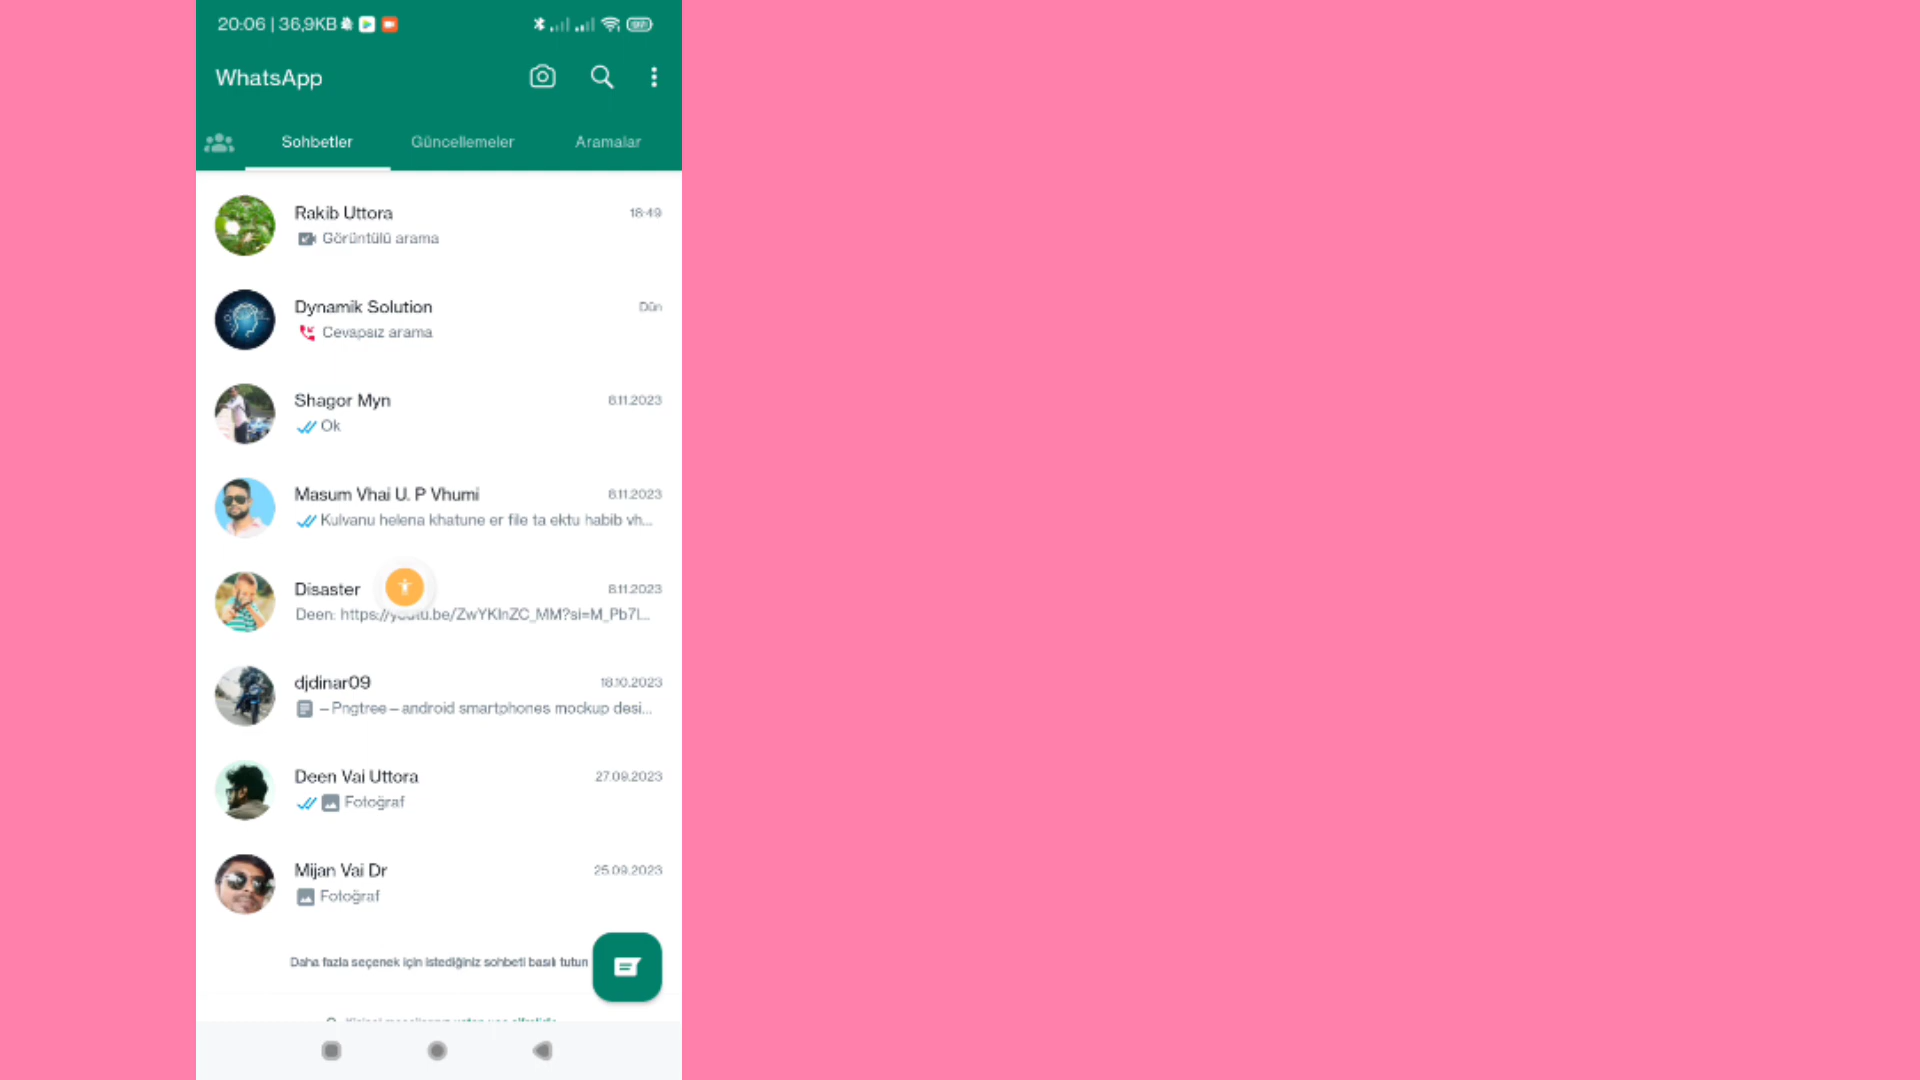 20:06 | 36,9KB
WhatsApp
Sohbetler Güncellemeler Aramalar
Rakib Uttora 18:49
Görüntülü arama
Dynamik Solution Dün
Cevapsız arama
Shagor Myn 8.11.2023
Ok
Masum Vhai U. P Vhumi 8.11.2023
Kulvanu helena khatune er file ta ektu habib vh...
Disaster 8.11.2023
Deen: https://youtu.be/ZwYKInZC_MM?si=M_Pb7I...
djdinar09 18.10.2023
–Pngtree–android smartphones mockup desi...
Deen Vai Uttora 27.09.2023
Fotoğraf
Mijan Vai Dr 25.09.2023
Fotoğraf
Daha fazla seçenek için istediğiniz sohbeti basılı tutun